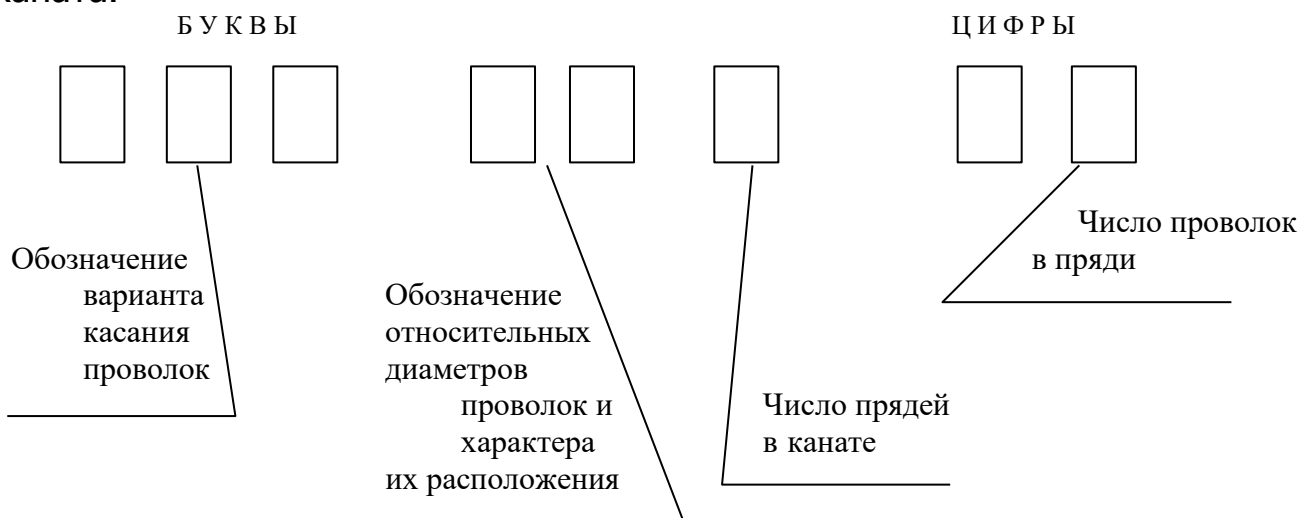 Б У К В Ы
Ц И Ф Р Ы
Обозначение
варианта
касания
проволок
Обозначение
относительных
диаметров
проволок и
характера
их расположения
Число прядей
в канате
Число проволок
в пряди